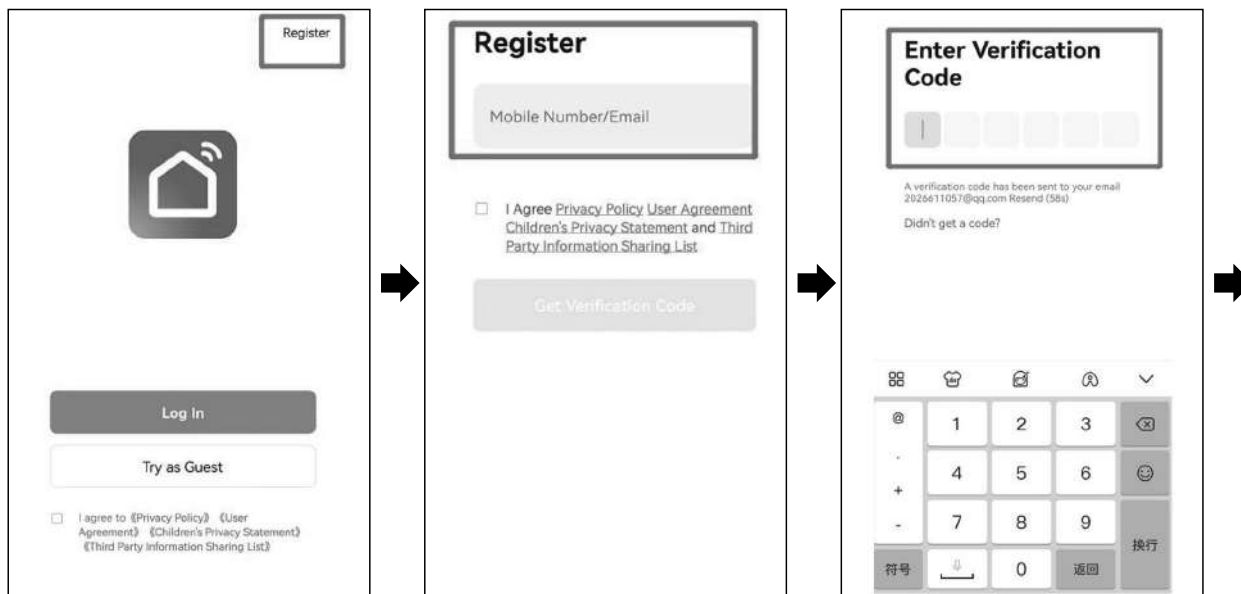 Register
Log In
Try as Guest
I agree to 《Privacy Policy》 《User
Agreement》 《Children's Privacy Statement》
《Third Party Information Sharing List》
Register
Mobile Number/Email
I Agree Privacy Policy User Agreement
Children's Privacy Statement and Third
Party Information Sharing List
Get Verification Code
Enter Verification
Code
A verification code has been sent to your email
2026611057@qq.com Resend (58s)
Didn't get a code?
@ 1 2 3
. 4 5 6
+
- 7 8 9
换行
符号 0 返回